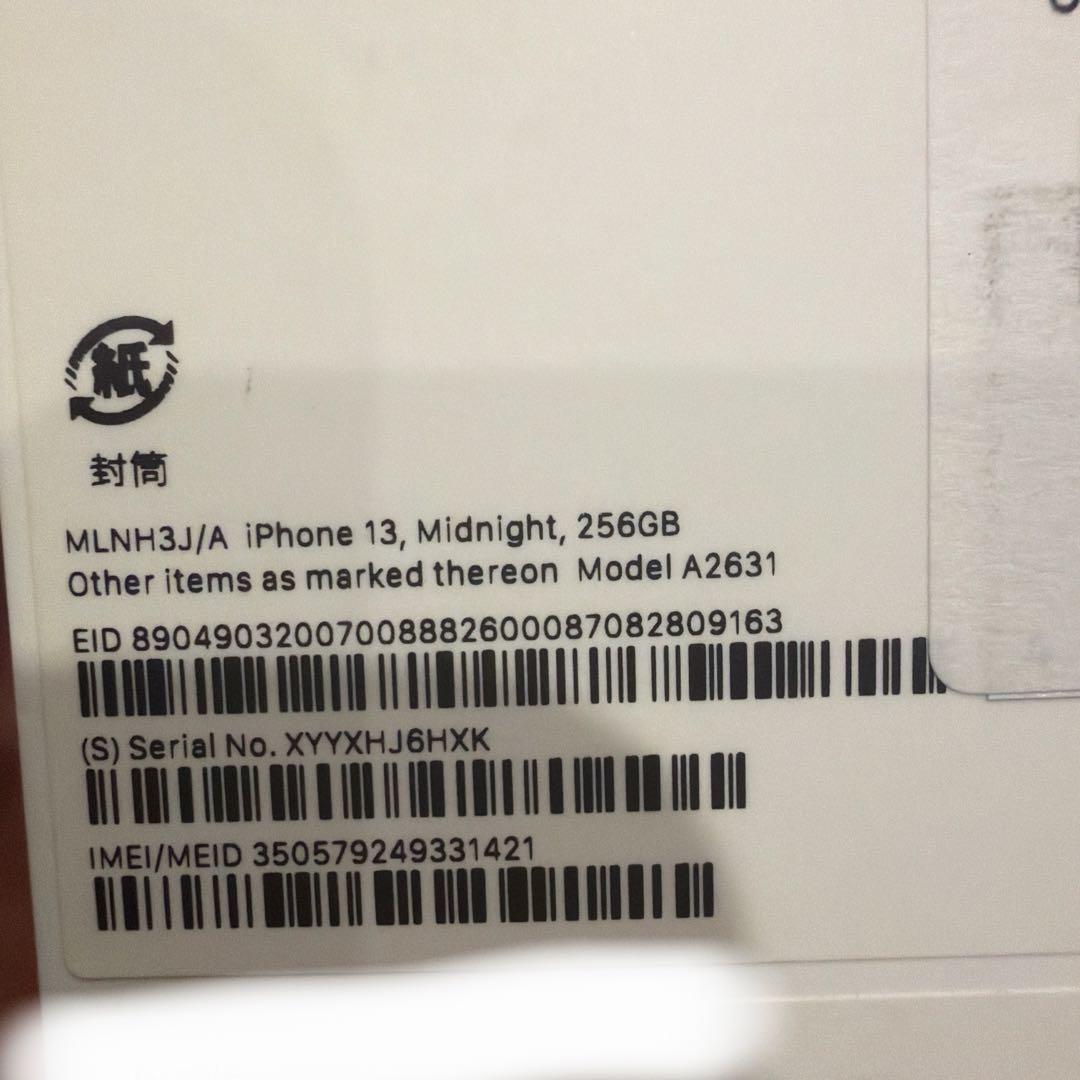 紙
封筒
MLNH3J/A iPhone 13, Midnight, 256GB
Other items as marked thereon Model A2631
EID 89049032007008882600087082809163
(S) Serial No. XYYXHJ6HXK
IMEI/MEID 350579249331421